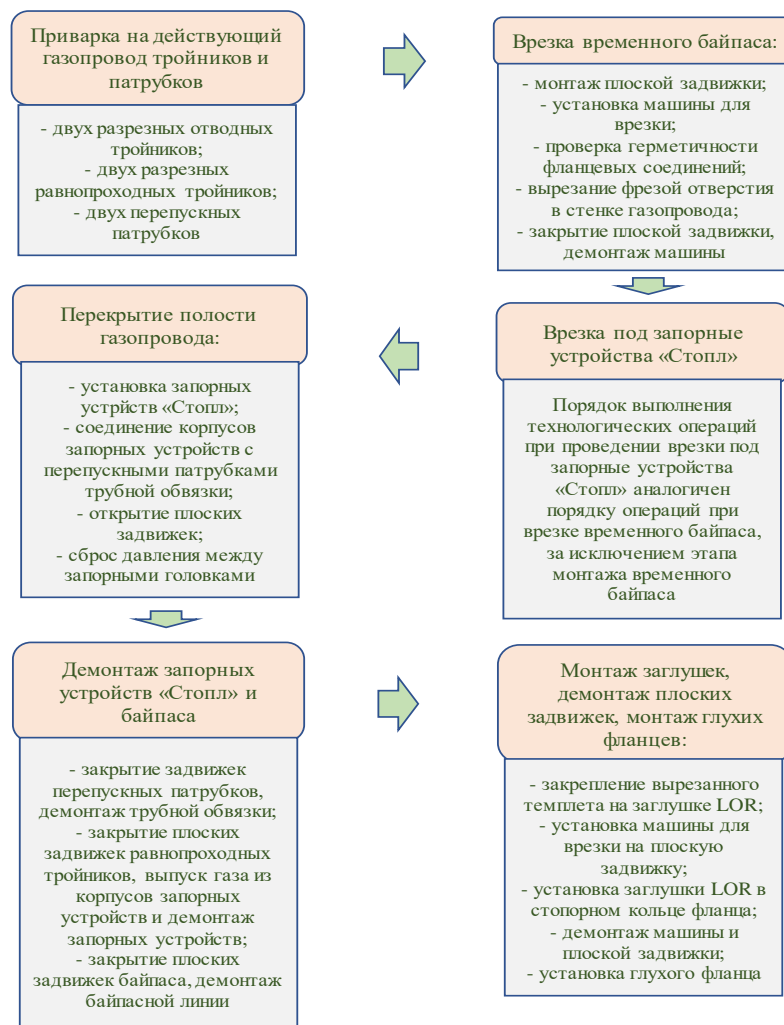 Приварка на действующий
газопровод тройников и
патрубков
- двух разрезных отводных
тройников;
- двух разрезных
равнопроходных тройников;
- двух перепускных
патрубков
Врезка временного байпаса:
- монтаж плоской задвижки;
- установка машины для
врезки;
- проверка герметичности
фланцевых соединений;
- вырезание фрезой отверстия
в стенке газопровода;
- закрытие плоской задвижки,
демонтаж машины
Врезка под запорные
устройства «Стопл»
Порядок выполнения
технологических операций
при проведении врезки под
запорные устройства
«Стопл» аналогичен
порядку операций при
врезке временного байпаса,
за исключением этапа
монтажа временного
байпаса
Перекрытие полости
газопровода:
- установка запорных
устрйств «Стопл»;
- соединение корпусов
запорных устройств с
перепускными патрубками
трубной обвязки;
- открытие плоских
задвижек;
- сброс давления между
запорными головками
Демонтаж запорных
устройств «Стопл» и
байпаса
- закрытие задвижек
перепускных патрубков,
демонтаж трубной обвязки;
- закрытие плоских
задвижек равнопроходных
тройников, выпуск газа из
корпусов запорных
устройств и демонтаж
запорных устройств;
- закрытие плоских
задвижек байпаса, демонтаж
байпасной линии
Монтаж заглушек,
демонтаж плоских
задвижек, монтаж глухих
фланцев:
- закрепление вырезанного
темплета на заглушке LOR;
- установка машины для
врезки на плоскую
задвижку;
- установка заглушки LOR в
стопорном кольце фланца;
- демонтаж машины и
плоской задвижки;
- установка глухого фланца